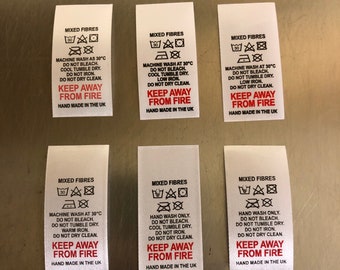 MIXED FIBRES
MACHINE WASH AS 30°C
DO NOT BLEACH.
COOL TUMBLE DRY.
DO NOT IRON.
DO NOT DRY CLEAN.
KEEP AWAY
FROM FIRE
HAND MADE IN THE UK
MIXED FIBRES
MACHINE WASH AT 30°C
DO NOT BLEACH.
COOL TUMBLE DRY.
LOW IRON.
DO NOT DRY CLEAN.
KEEP AWAY
FROM FIRE
HAND MADE IN THE UK
MIXED FIBRES
MACHINE WASH AT 30°C
DO NOT BLEACH.
DO NOT TUMBLE DRY.
LOW IRON.
DO NOT DRY CLEAN.
KEEP AWAY
FROM FIRE
HAND MADE IN THE UK
MIXED FIBRES
MACHINE WASH AT 30°C
DO NOT BLEACH.
DO NOT TUMBLE DRY.
WARM IRON.
DO NOT DRY CLEAN.
KEEP AWAY
FROM FIRE
HAND MADE IN THE UK
MIXED FIBRES
HAND WASH ONLY.
DO NOT BLEACH.
DO NOT TUMBLE DRY.
DO NOT IRON.
DO NOT DRY CLEAN.
KEEP AWAY
FROM FIRE
HAND MADE IN THE UK
MIXED FIBRES
HAND WASH ONLY.
DO NOT BLEACH.
DO NOT TUMBLE DRY.
DO NOT IRON.
DO NOT DRY CLEAN.
KEEP AWAY
FROM FIRE
HAND MADE IN THE UK